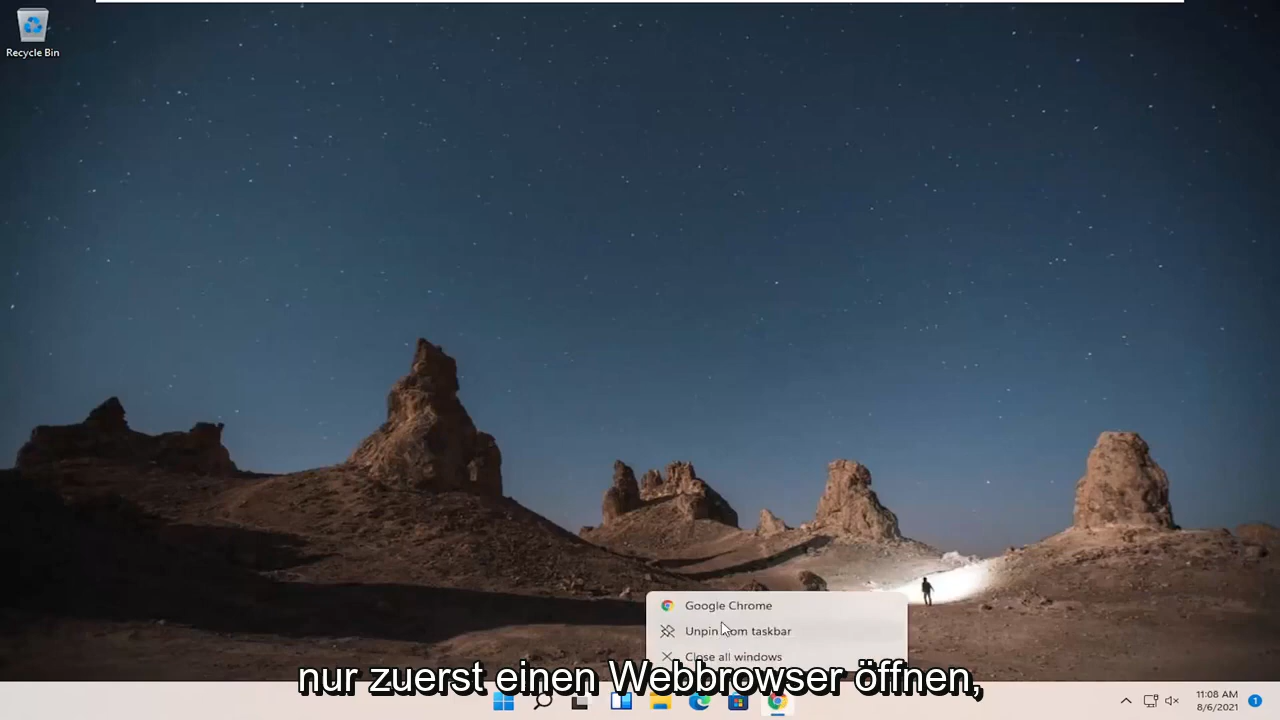 Recycle Bin
Google Chrome
Unpin from taskbar
Close all windows
nur zuerst einen Webbrowser öffnen,
11:08 AM
8/6/2021
1